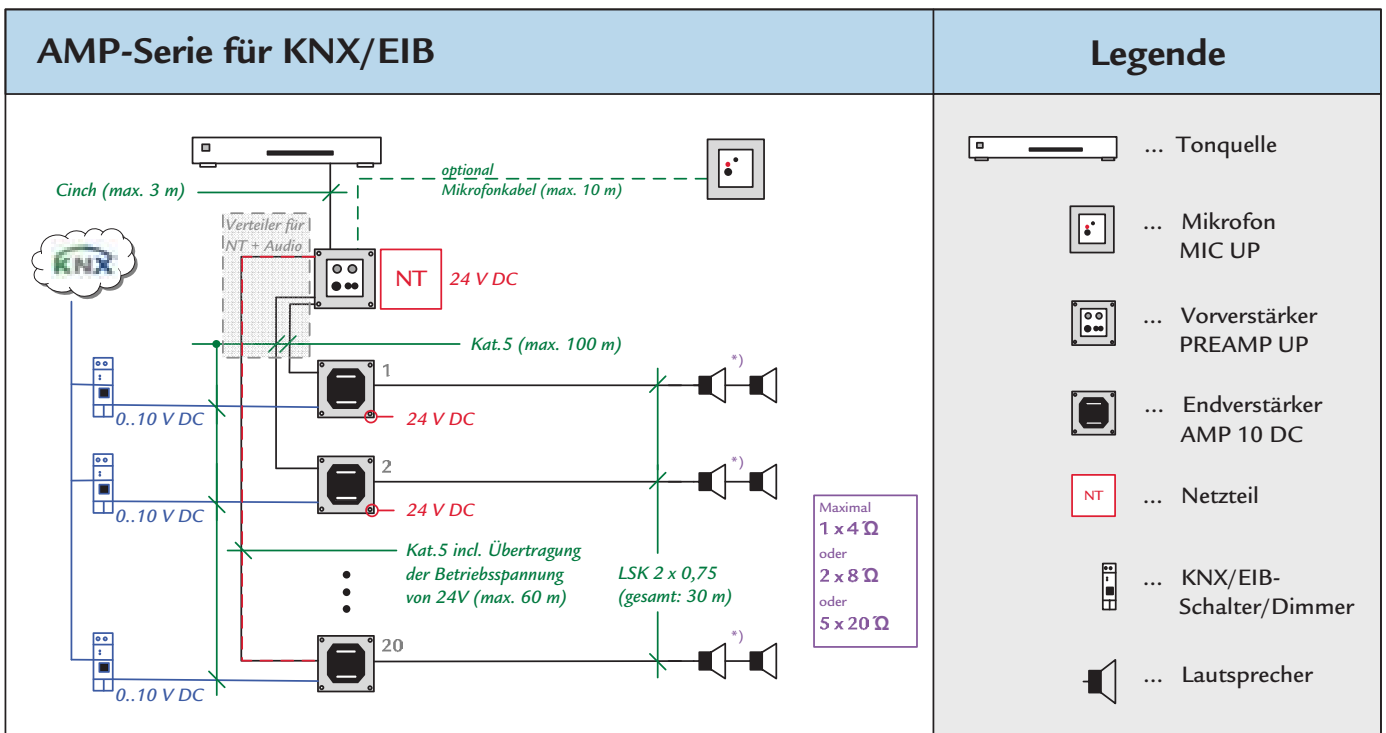 AMP-Serie für KNX/EIB
Legende
Cinch (max. 3 m)
optional
Mikrofonkabel (max. 10 m)
Verteiler für
NT + Audio
KNX
NT
24 V DC
Kat.5 (max. 100 m)
1
*)
0..10 V DC
24 V DC
2
*)
0..10 V DC
24 V DC
Kat.5 incl. Übertragung
der Betriebsspannung
von 24V (max. 60 m)
LSK 2 x 0,75
(gesamt: 30 m)
Maximal
1 x 4 Ω
oder
2 x 8 Ω
oder
5 x 20 Ω
20
*)
0..10 V DC
... Tonquelle
... Mikrofon
MIC UP
... Vorverstärker
PREAMP UP
... Endverstärker
AMP 10 DC
NT ... Netzteil
... KNX/EIB-
Schalter/Dimmer
... Lautsprecher